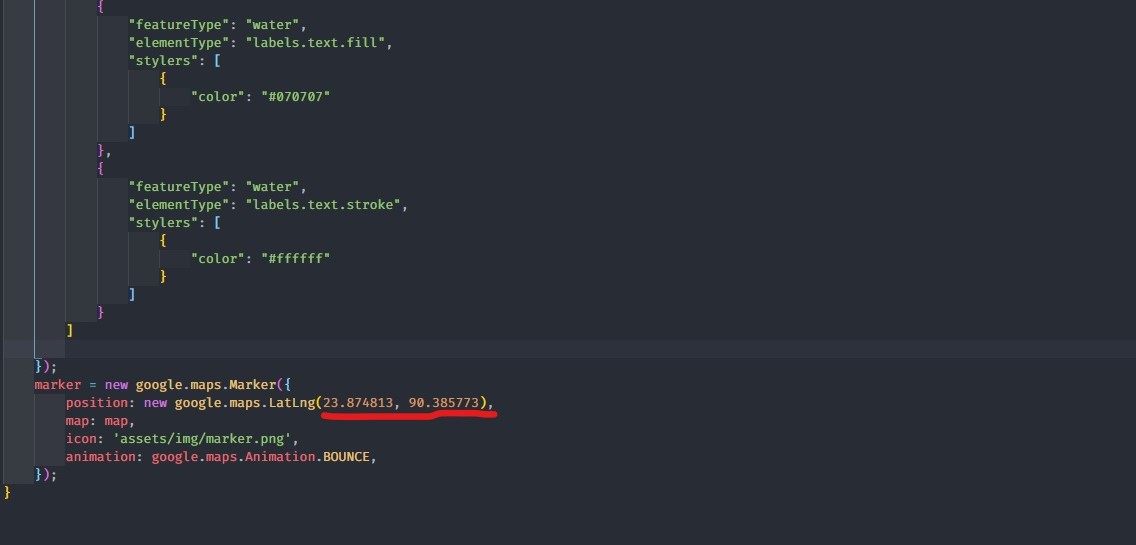 {
"featureType": "water",
"elementType": "labels.text.fill",
"stylers": [
{
"color": "#070707"
}
]
},
{
"featureType": "water",
"elementType": "labels.text.stroke",
"stylers": [
{
"color": "#ffffff"
}
]
}
]
});
marker = new google.maps.Marker({
position: new google.maps.LatLng(23.874813, 90.385773),
map: map,
icon: 'assets/img/marker.png',
animation: google.maps.Animation.BOUNCE,
});
}